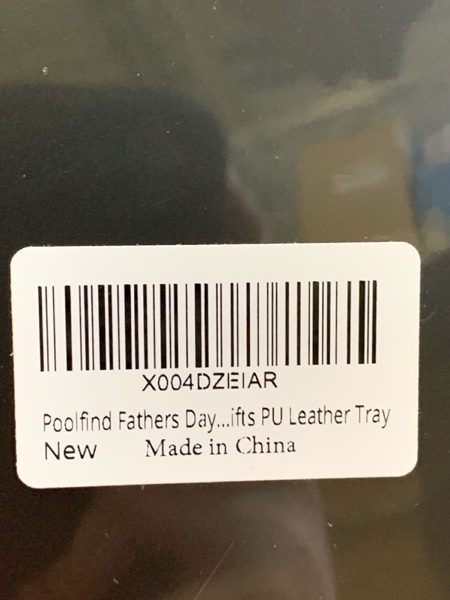 X004DZEIAR
Poolfind Fathers Day...ifts PU Leather Tray
New Made in China